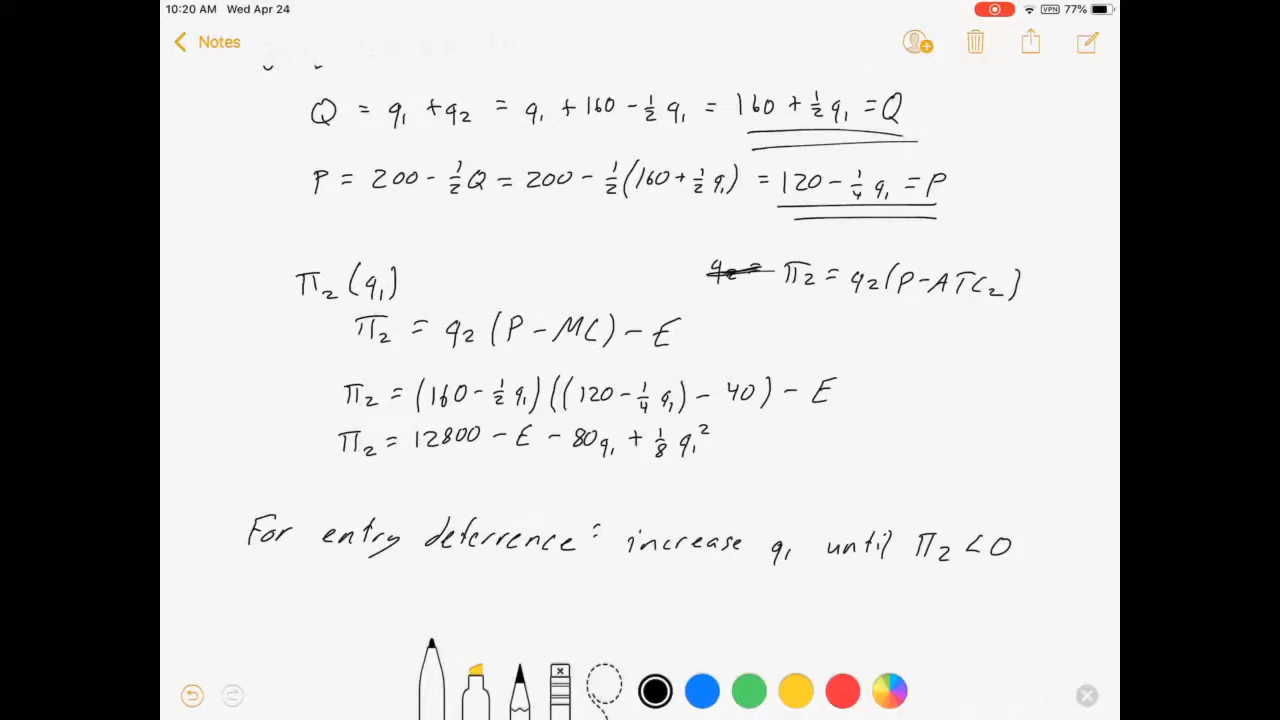 10:20 AM Wed Apr 24 VPN 77%
Notes
Q = q₁ + q₂ = q₁ + 160 - ½ q₁ = 160 + ½ q₁ = Q
P = 200 - ½ Q = 200 - ½ (160 + ½ q₁) = 120 - ¼ q₁ = P
π₂ (q₁) π₂ = q₂ (P - ATC₂)
π₂ = q₂ (P - MC) - E
π₂ = (160 - ½ q₁) ((120 - ¼ q₁) - 40) - E
π₂ = 12800 - E - 80q₁ + ⅛ q₁²
For entry deterrence: increase q₁ until π₂ < 0